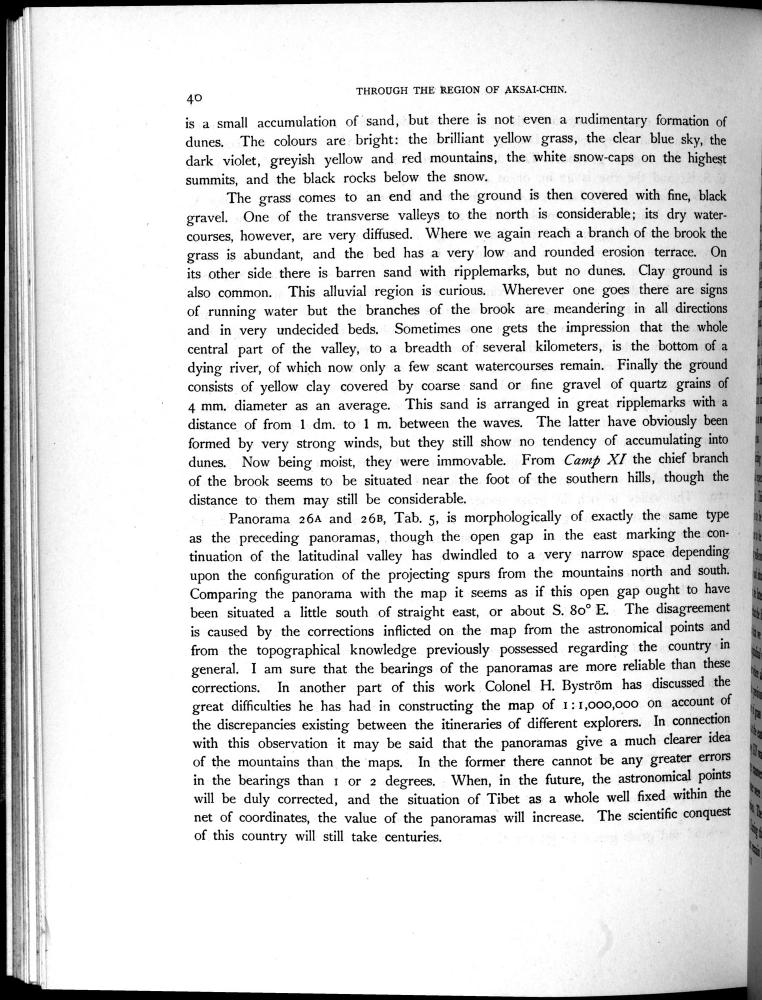 40
THROUGH THE REGION OF AKSAI-CHIN.
is a small accumulation of sand, but there is not even a rudimentary formation of
dunes. The colours are bright: the brilliant yellow grass, the clear blue sky, the
dark violet, greyish yellow and red mountains, the white snow-caps on the highest
summits, and the black rocks below the snow.
The grass comes to an end and the ground is then covered with fine, black
gravel. One of the transverse valleys to the north is considerable; its dry water-
courses, however, are very diffused. Where we again reach a branch of the brook the
grass is abundant, and the bed has a very low and rounded erosion terrace. On
its other side there is barren sand with ripplemarks, but no dunes. Clay ground is
also common. This alluvial region is curious. Wherever one goes there are signs
of running water but the branches of the brook are meandering in all directions
and in very undecided beds. Sometimes one gets the impression that the whole
central part of the valley, to a breadth of several kilometers, is the bottom of a
dying river, of which now only a few scant watercourses remain. Finally the ground
consists of yellow clay covered by coarse sand or fine gravel of quartz grains of
4 mm. diameter as an average. This sand is arranged in great ripplemarks with a
distance of from 1 dm. to 1 m. between the waves. The latter have obviously been
formed by very strong winds, but they still show no tendency of accumulating into
dunes. Now being moist, they were immovable. From Camp XI the chief branch
of the brook seems to be situated near the foot of the southern hills, though the
distance to them may still be considerable.
Panorama 26A and 26B, Tab. 5, is morphologically of exactly the same type
as the preceding panoramas, though the open gap in the east marking the con-
tinuation of the latitudinal valley has dwindled to a very narrow space depending
upon the configuration of the projecting spurs from the mountains north and south.
Comparing the panorama with the map it seems as if this open gap ought to have
been situated a little south of straight east, or about S. 80° E. The disagreement
is caused by the corrections inflicted on the map from the astronomical points and
from the topographical knowledge previously possessed regarding the country in
general. I am sure that the bearings of the panoramas are more reliable than these
corrections. In another part of this work Colonel H. Byström has discussed the
great difficulties he has had in constructing the map of 1:1,000,000 on account of
the discrepancies existing between the itineraries of different explorers. In connection
with this observation it may be said that the panoramas give a much clearer idea
of the mountains than the maps. In the former there cannot be any greater errors
in the bearings than 1 or 2 degrees. When, in the future, the astronomical points
will be duly corrected, and the situation of Tibet as a whole well fixed within the
net of coordinates, the value of the panoramas will increase. The scientific conquest
of this country will still take centuries.